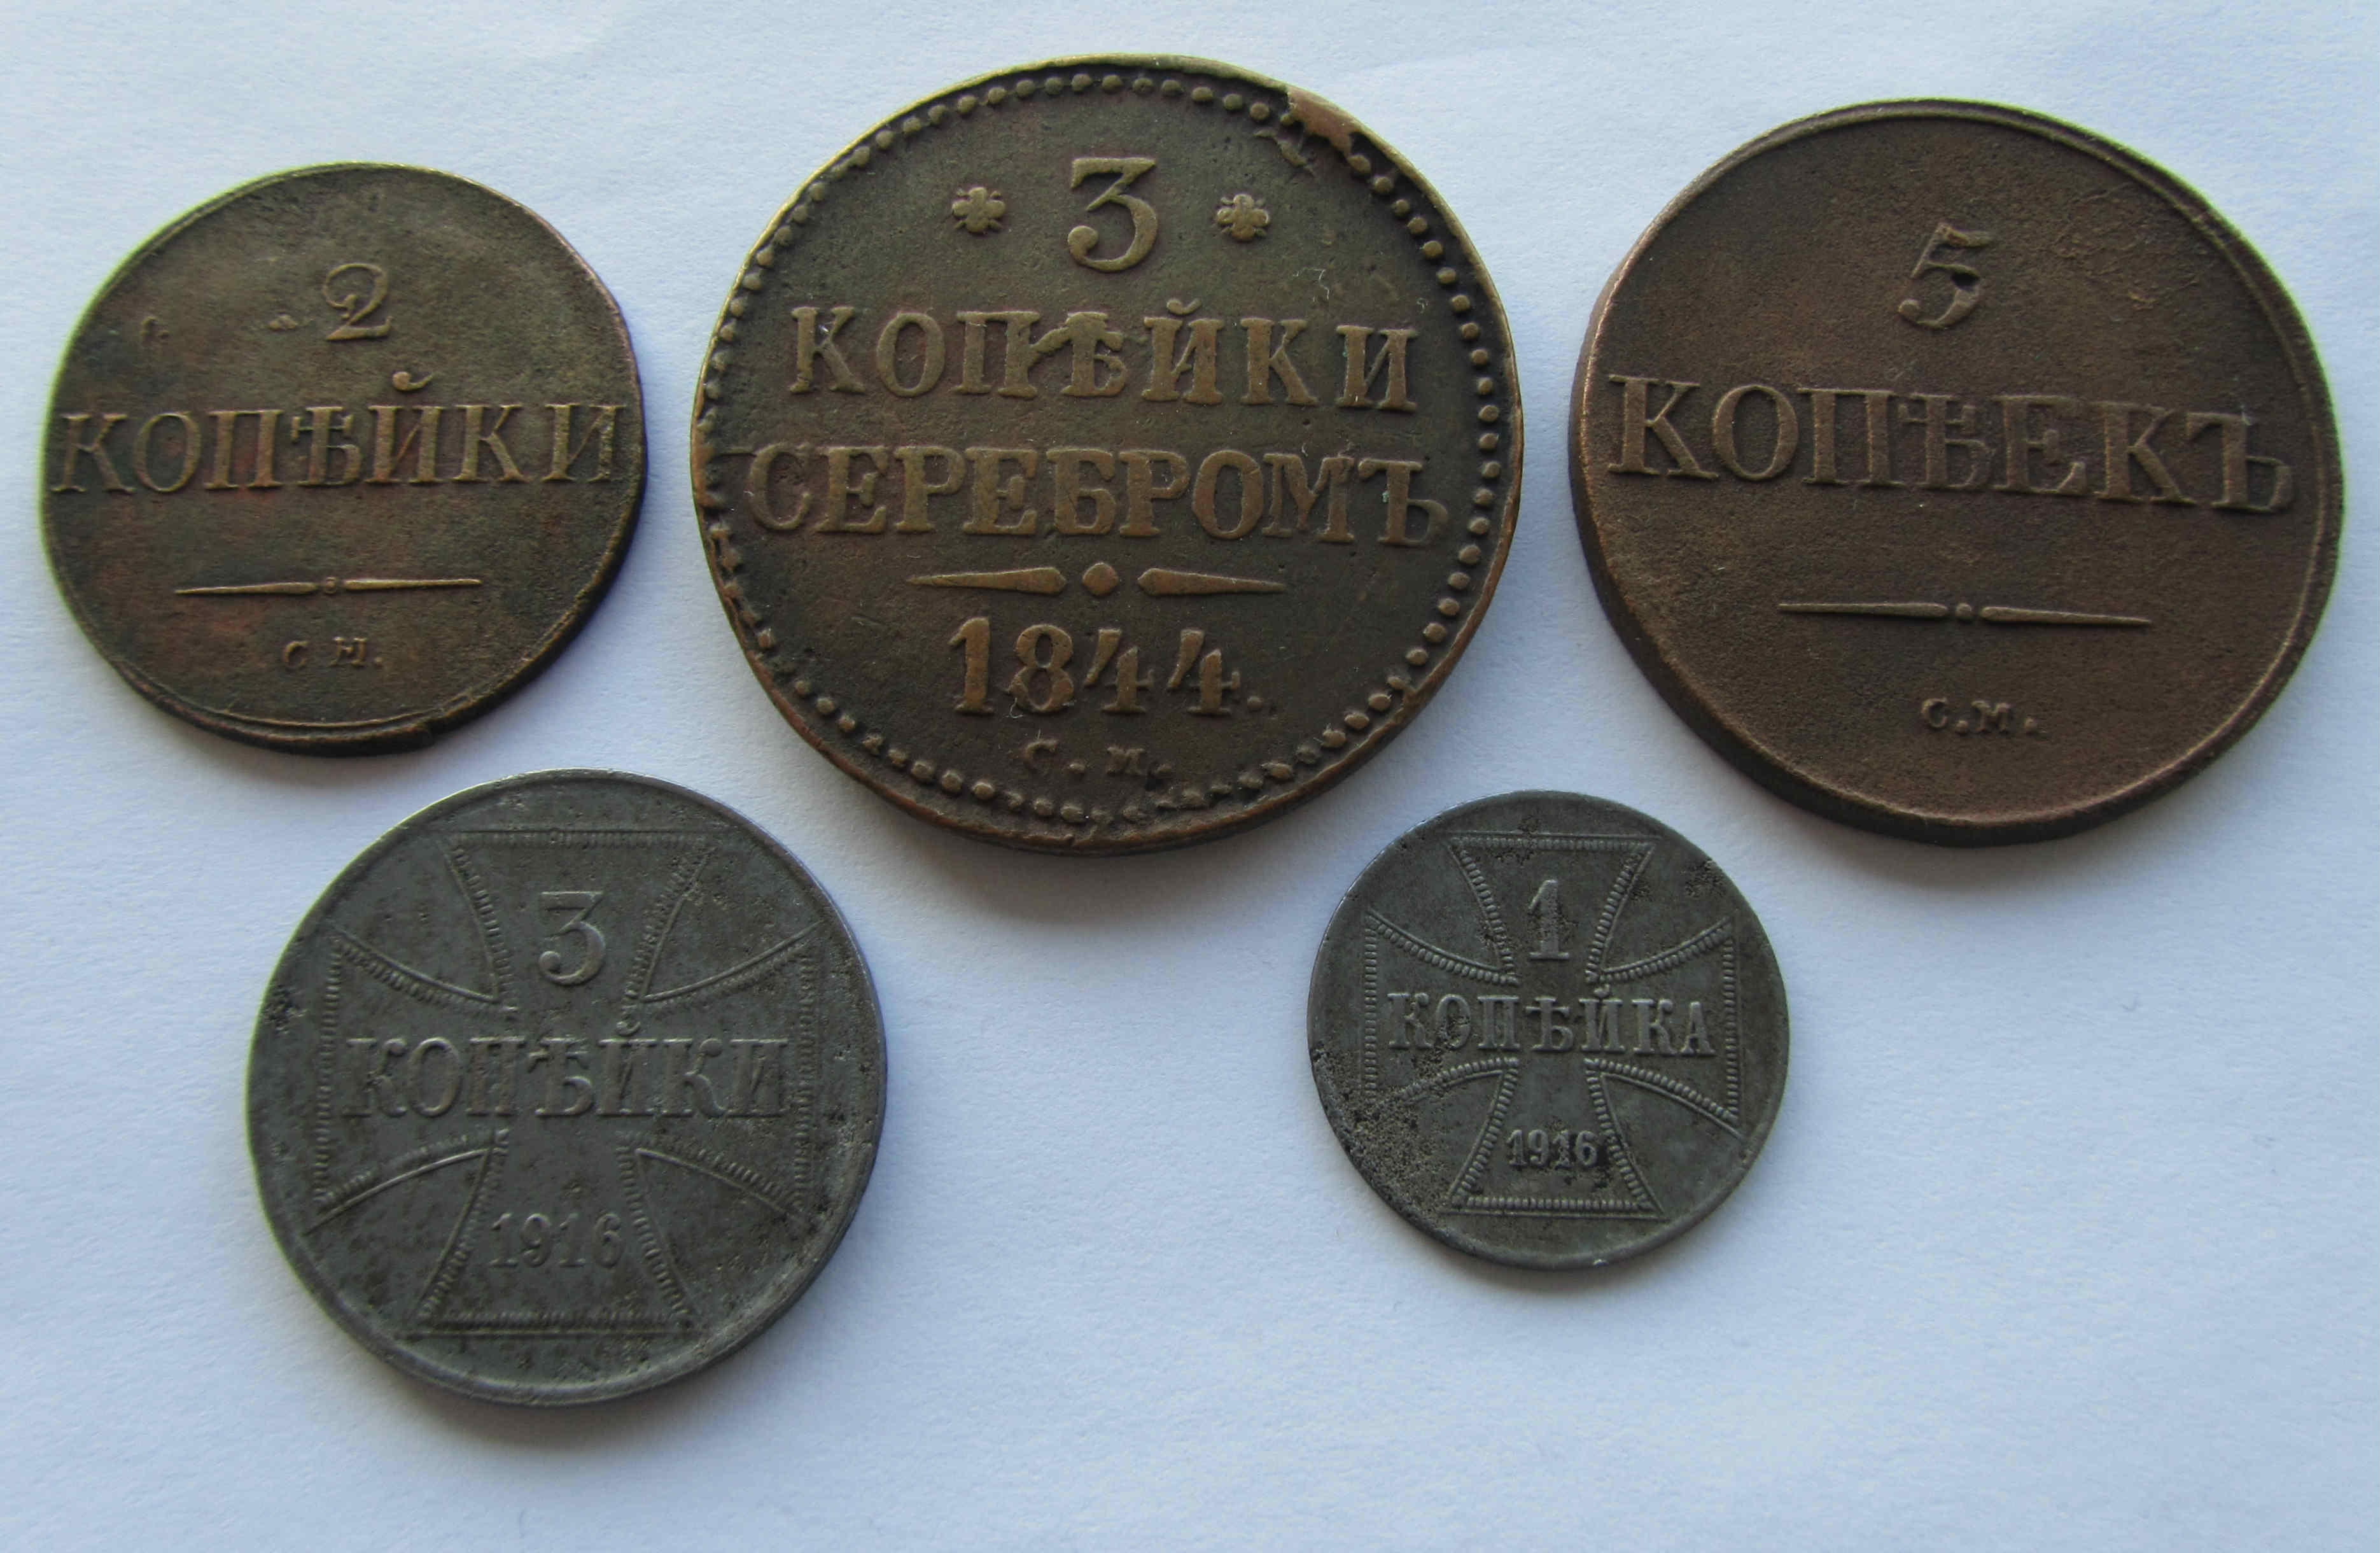 2
КОПѢЙКИ
С М.
3
КОПѢЙКИ
СЕРЕБРОМЪ
1844.
С. М.
5
КОПѢЕКЪ
С.М.
3
КОПѢЙКИ
1916
1
КОПѢЙКА
1916